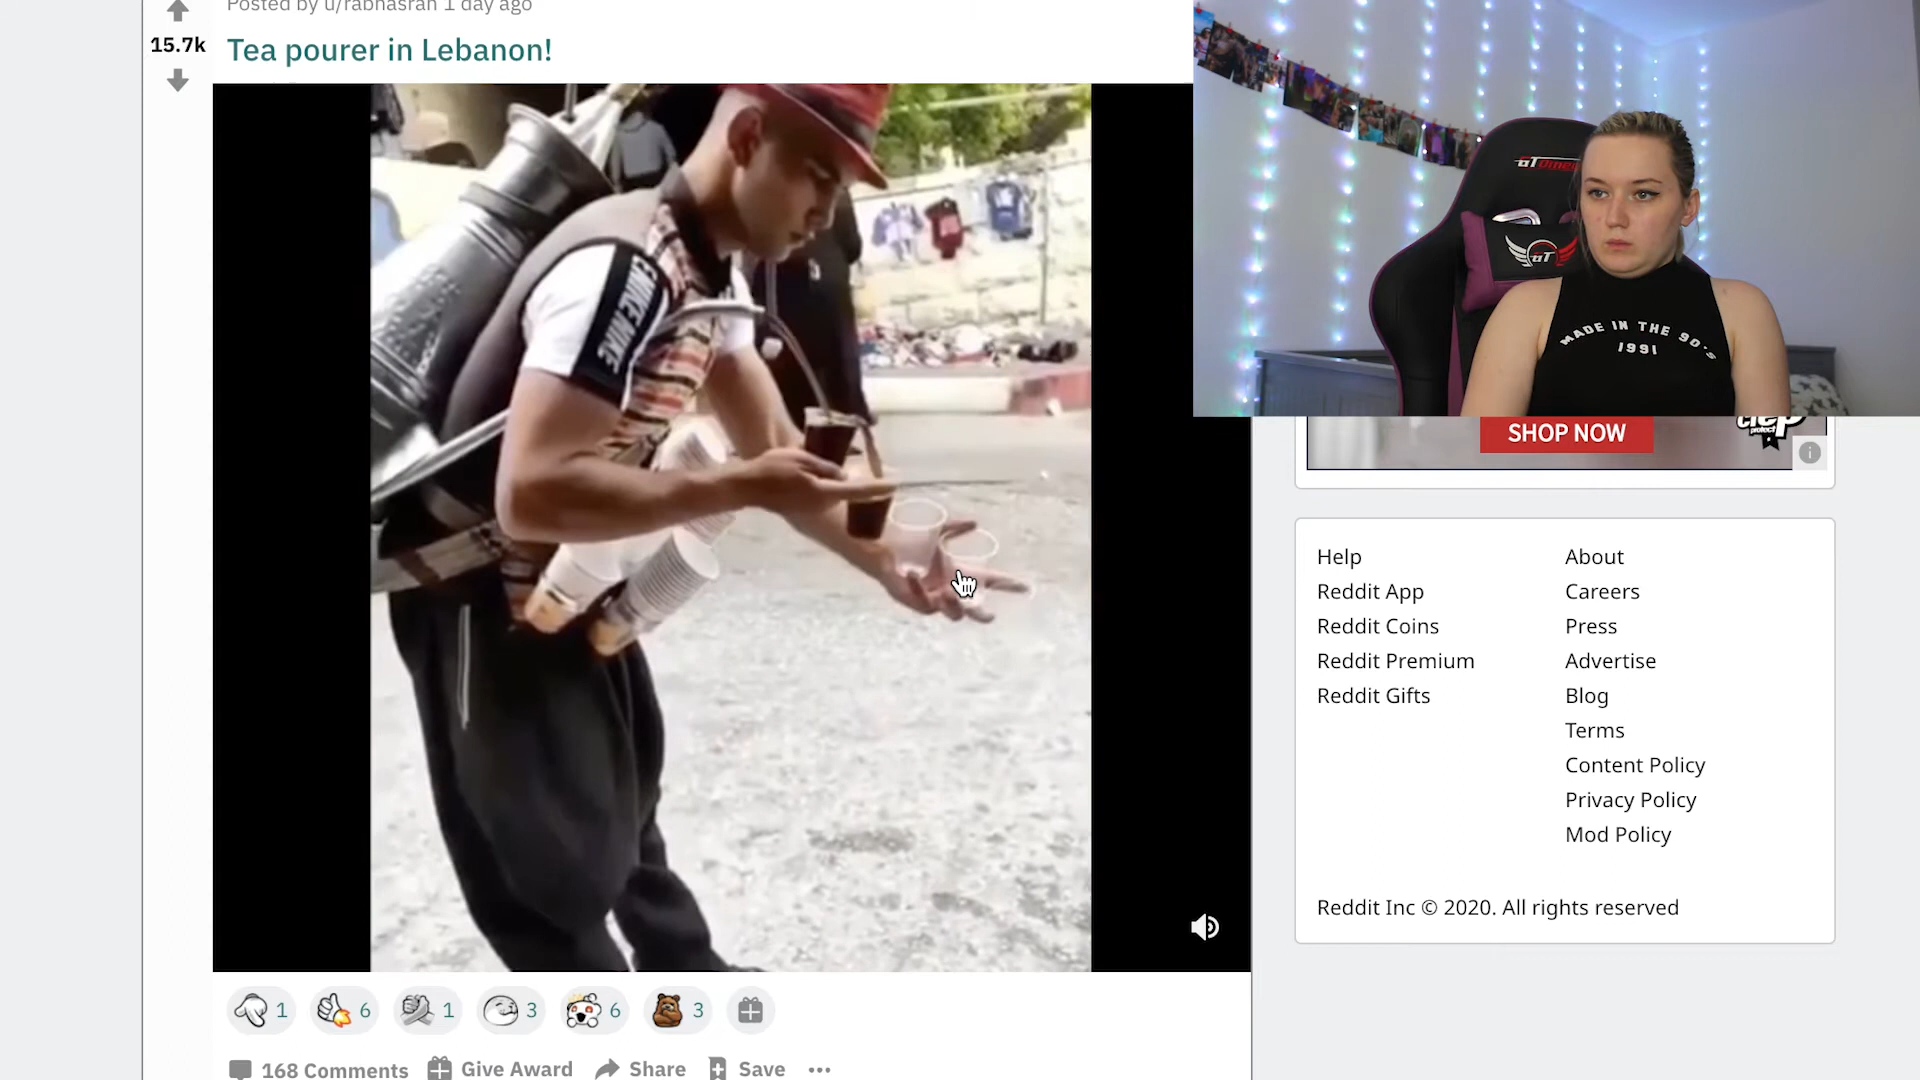 Posted by u/rabhasran 1 day ago
15.7k
Tea pourer in Lebanon!
MADE IN THE 90'S
1991
SHOP NOW
Help
Reddit App
Reddit Coins
Reddit Premium
Reddit Gifts
About
Careers
Press
Advertise
Blog
Terms
Content Policy
Privacy Policy
Mod Policy
Reddit Inc © 2020. All rights reserved
1
6
1
3
6
3
168 Comments
Give Award
Share
Save